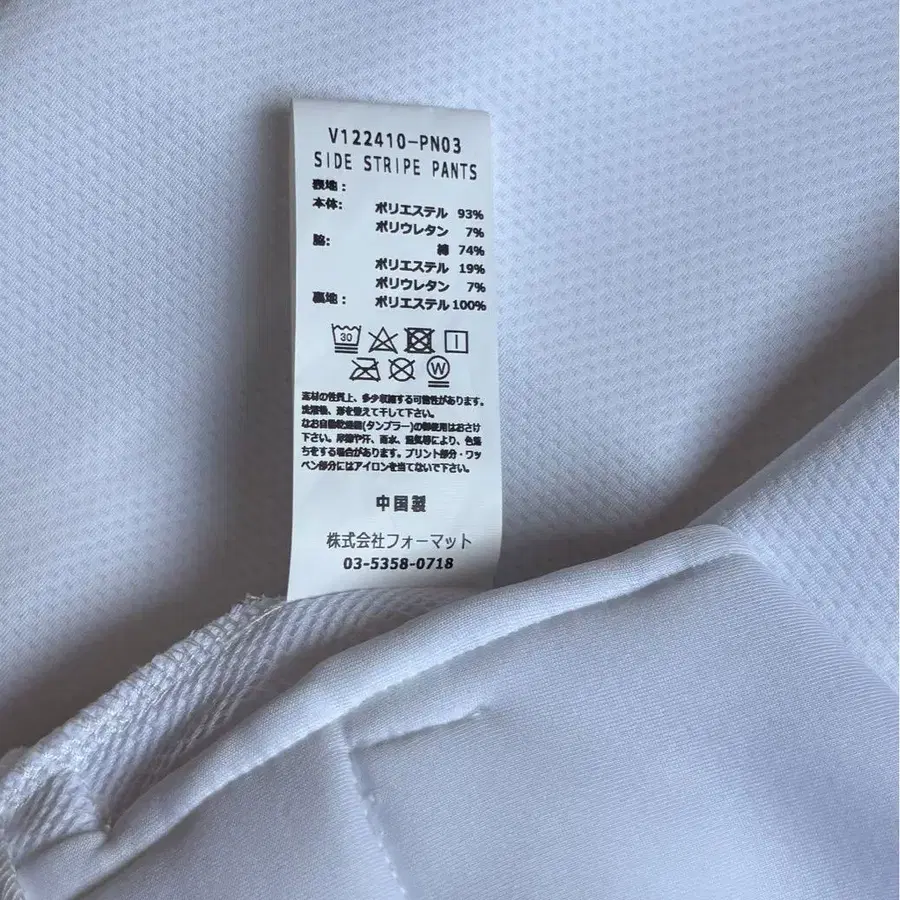 V122410-PN03
SIDE STRIPE PANTS
表地:
本体: ポリエステル 93%
ポリウレタン 7%
脇: 綿 74%
ポリエステル 19%
ポリウレタン 7%
裏地: ポリエステル 100%
30
W
素材の性質上、多少収縮する可能性があります。
洗濯後、形を整えて干して下さい。
なお自動乾燥機(タンブラー)の御使用はおさけ
下さい。摩擦や汗、雨水、湿気等により、色落
ちをする場合があります。プリント部分・ワッ
ペン部分にはアイロンを当てないで下さい。
中国製
株式会社フォーマット
03-5358-0718